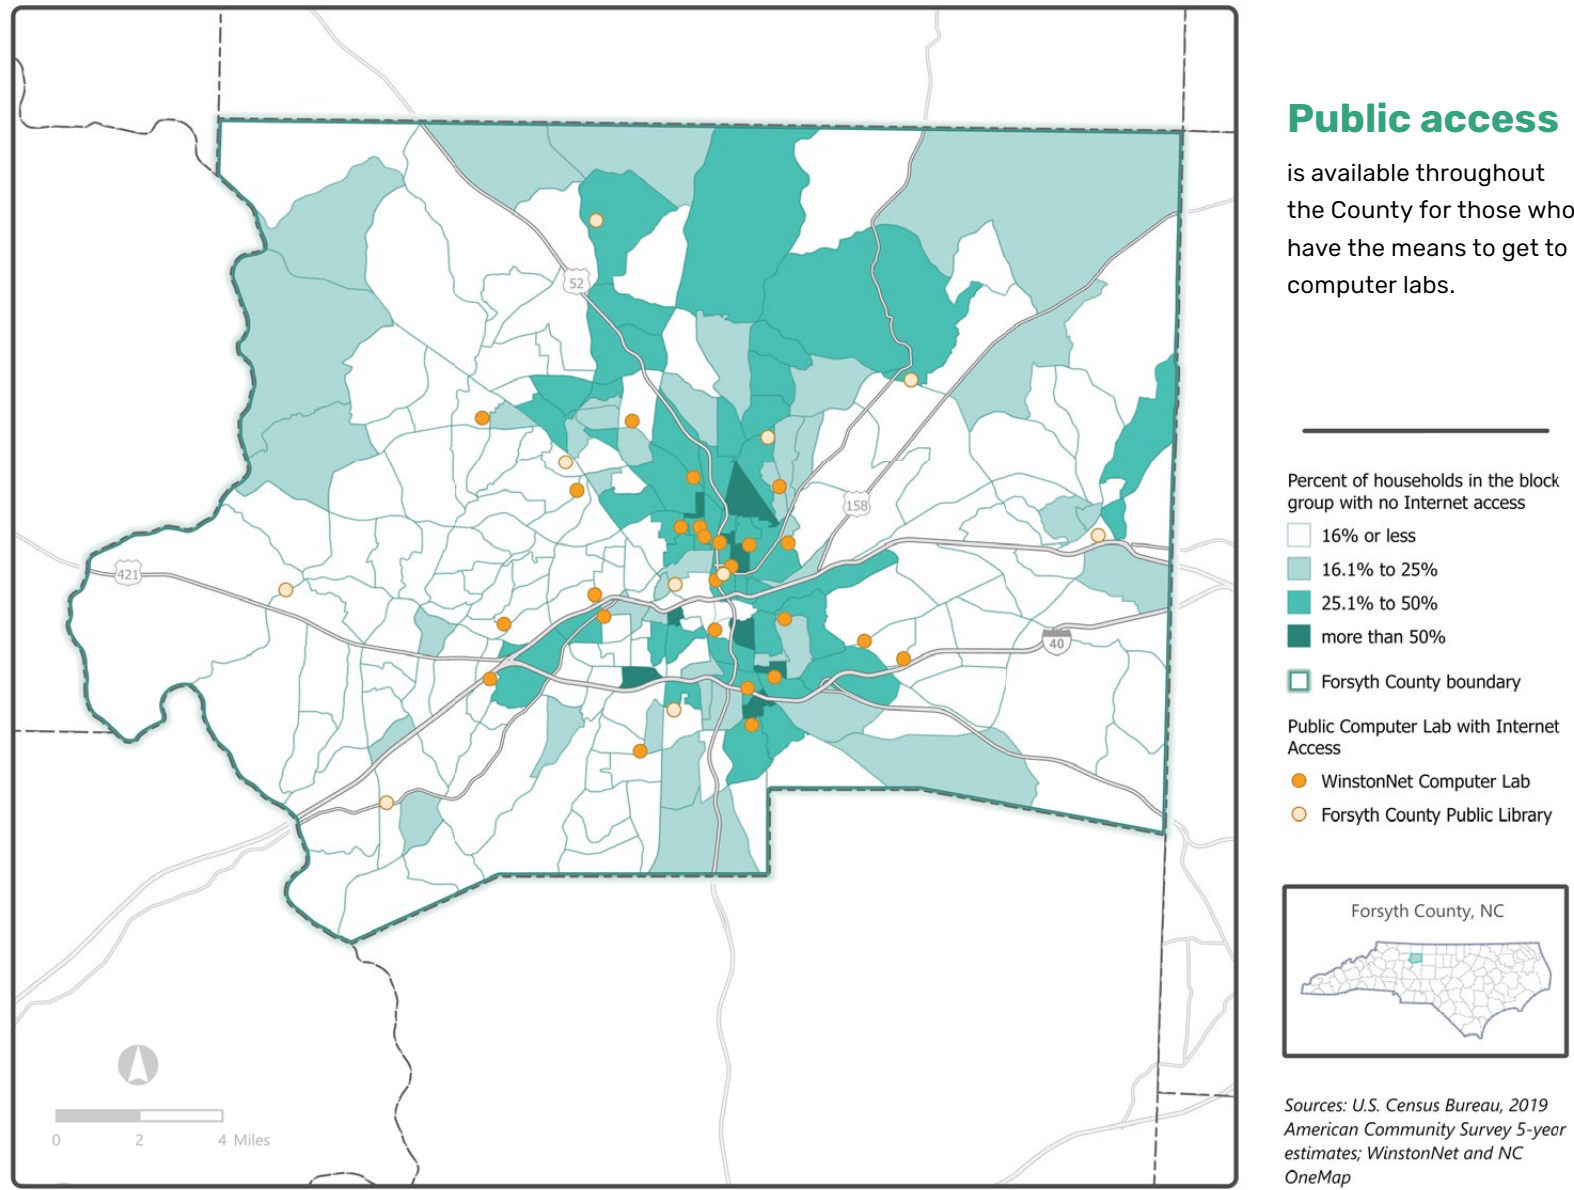 Public access
is available throughout
the County for those who
have the means to get to
computer labs.
52
158
421
40
Percent of households in the block
group with no Internet access
16% or less
16.1% to 25%
25.1% to 50%
more than 50%
Forsyth County boundary
Public Computer Lab with Internet
Access
WinstonNet Computer Lab
Forsyth County Public Library
Forsyth County, NC
0 2 4 Miles
Sources: U.S. Census Bureau, 2019
American Community Survey 5-year
estimates; WinstonNet and NC
OneMap